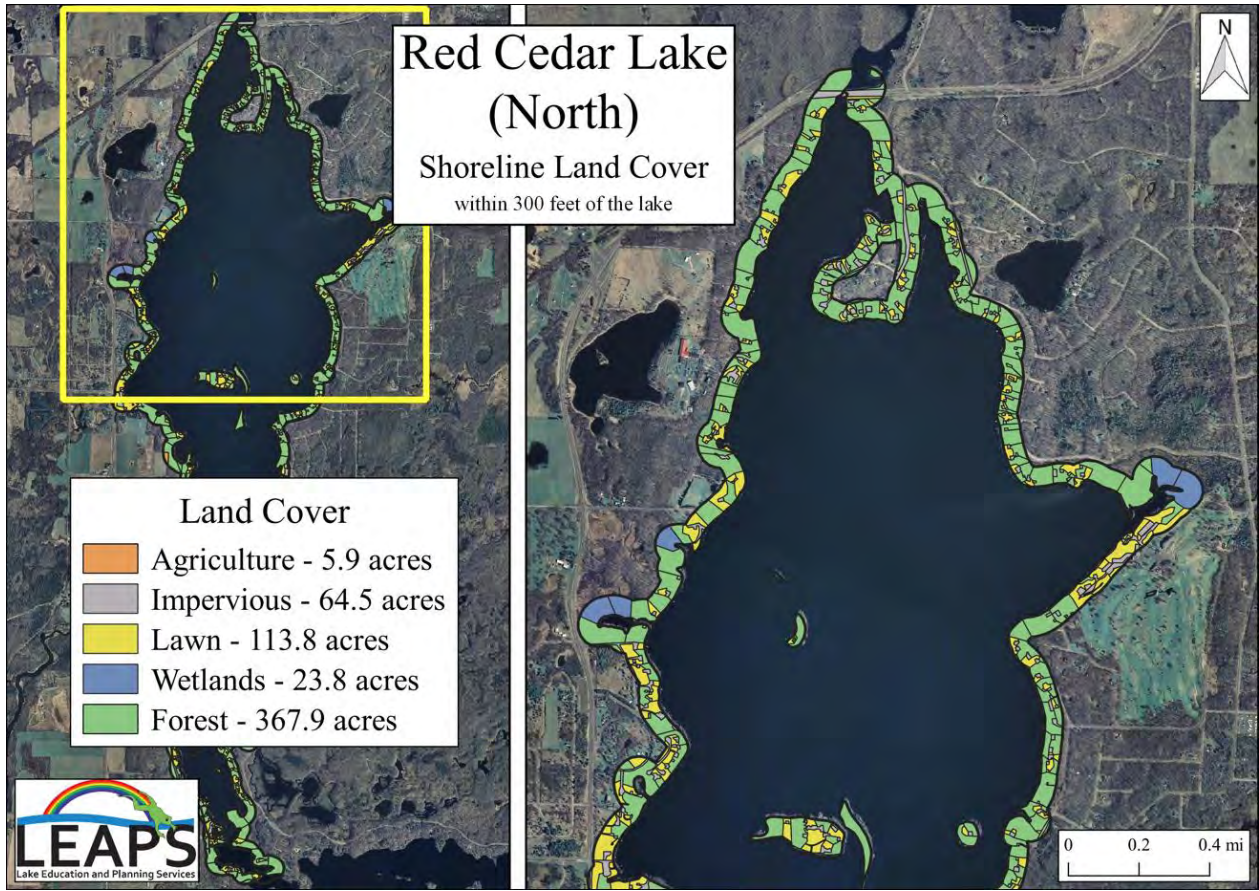 Red Cedar Lake
(North)
Shoreline Land Cover
within 300 feet of the lake
N
Land Cover
Agriculture - 5.9 acres
Impervious - 64.5 acres
Lawn - 113.8 acres
Wetlands - 23.8 acres
Forest - 367.9 acres
LEAPS
Lake Education and Planning Services
0 0.2 0.4 mi